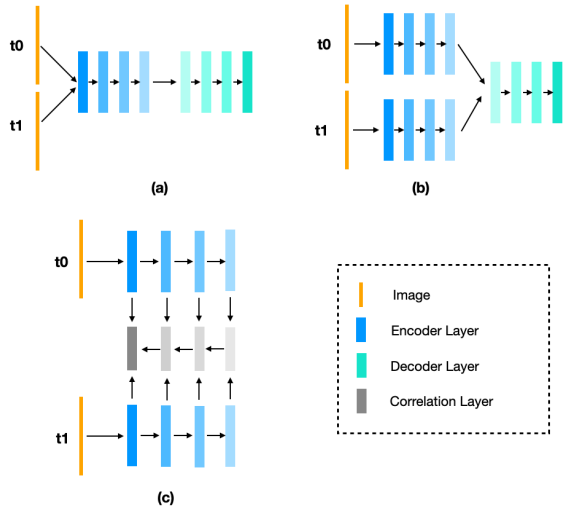 t0
t1
(a)
t0
t1
(b)
t0
t1
(c)
Image
Encoder Layer
Decoder Layer
Correlation Layer